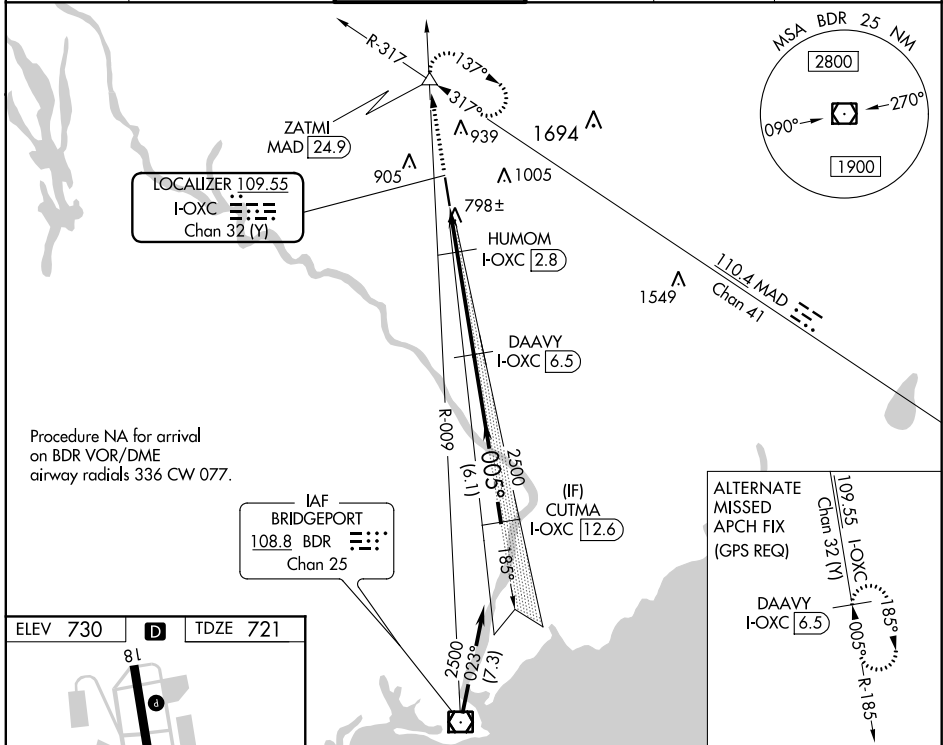 MSA BDR 25 NM
2800
090°
270°
1900
R-317
137°
317°
ZATMI
MAD 24.9
939
1694
905
1005
LOCALIZER 109.55
I-OXC
Chan 32 (Y)
798±
HUMOM
I-OXC 2.8
110.4 MAD
Chan 41
1549
DAAVY
I-OXC 6.5
R-009
Procedure NA for arrival
on BDR VOR/DME
airway radials 336 CW 077.
005°
(6.1)
2500
(IF)
CUTMA
I-OXC 12.6
185°
IAF
BRIDGEPORT
108.8 BDR
Chan 25
2500
023°
(7.3)
ALTERNATE
MISSED
APCH FIX
(GPS REQ)
109.55 I-OXC
Chan 32 (Y)
DAAVY
I-OXC 6.5
185°
005°
R-185
ELEV 730 D TDZE 721
18
P